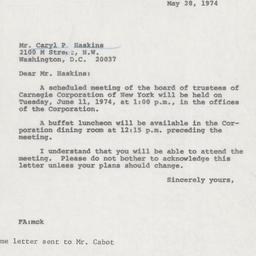 May 28, 1974
Mr. Caryl P. Haskins
2100 M Street, N.W.
Washington, D.C. 20037
Dear Mr. Haskins:
A scheduled meeting of the board of trustees of
Carnegie Corporation of New York will be held on
Tuesday, June 11, 1974, at 1:00 p.m., in the offices
of the Corporation.
A buffet luncheon will be available in the Cor-
poration dining room at 12:15 p.m. preceding the
meeting.
I understand that you will be able to attend the
meeting. Please do not bother to acknowledge this
letter unless your plans should change.
Sincerely yours,
FA:mck
me letter sent to Mr. Cabot